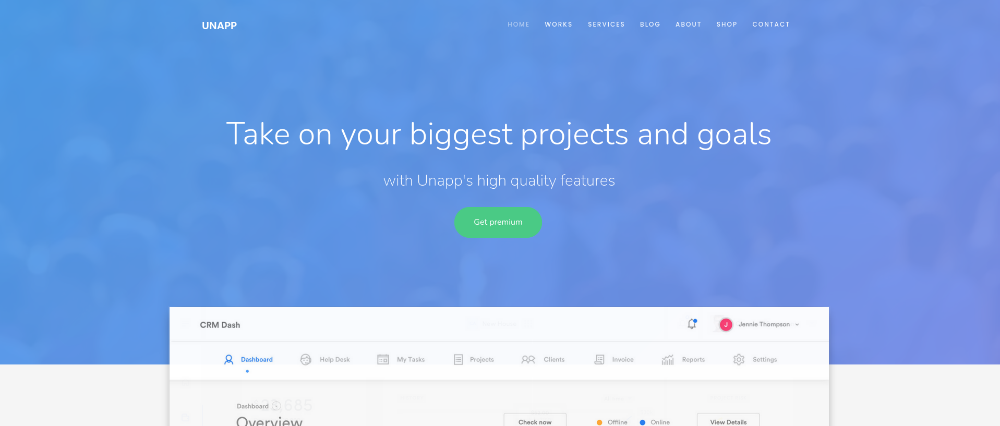 UNAPP
HOME WORKS SERVICES BLOG ABOUT SHOP CONTACT
Take on your biggest projects and goals
with Unapp's high quality features
Get premium
CRM Dash
New House
J Jennie Thompson
Dashboard Help Desk My Tasks Projects Clients Invoice Reports Settings
Dashboard
Overview
Check now
Offline Online
View Details